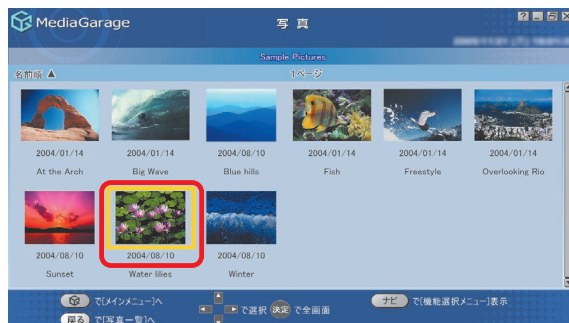 MediaGarage
写真
Sample Pictures
名前順 ▲
1ページ
2004/01/14
2004/01/14
2004/08/10
2004/01/14
2004/01/14
2004/01/14
At the Arch
Big Wave
Blue hills
Fish
Freestyle
Overlooking Rio
2004/08/10
2004/08/10
2004/08/10
Sunset
Water lilies
Winter
で[メインメニュー]へ
で選択 決定 で全画面
ナビ で[機能選択メニュー]表示
戻る で[写真一覧]へ